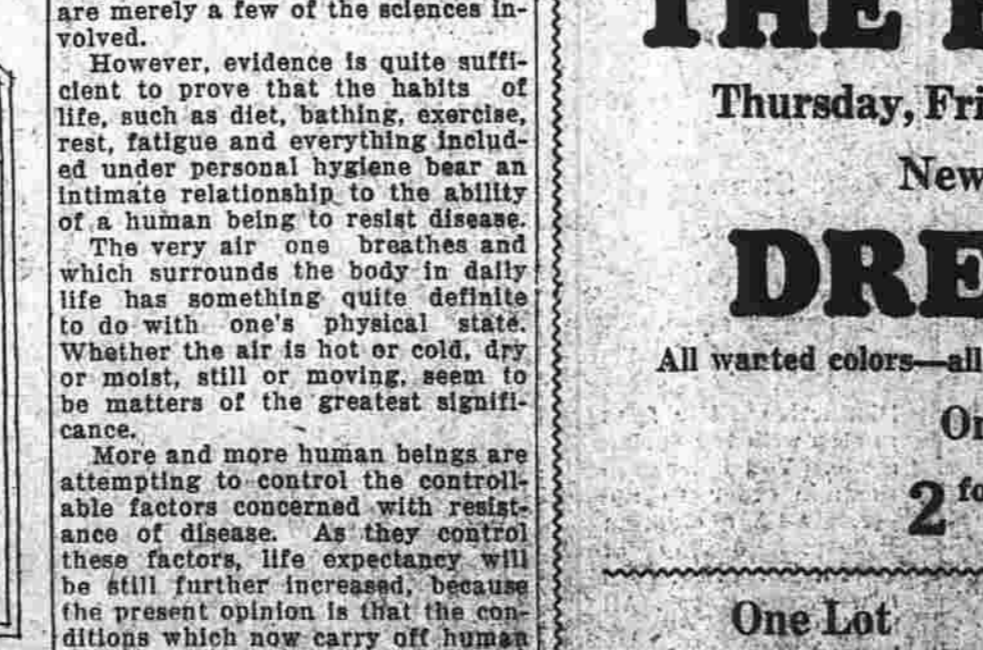 are merely a few of the sciences in-
volved.
However, evidence is quite suffi-
cient to prove that the habits of
life, such as diet, bathing, exercise,
rest, fatigue and everything includ-
ed under personal hygiene bear an
intimate relationship to the ability
of a human being to resist disease.
The very air one breathes and
which surrounds the body in daily
life has something quite definite
to do with one's physical state.
Whether the air is hot or cold, dry
or moist, still or moving, seem to
be matters of the greatest signifi-
cance.
More and more human beings are
attempting to control the controll-
able factors concerned with resist-
ance of disease. As they control
these factors, life expectancy will
be still further increased, because
the present opinion is that the con-
ditions which now carry off human
THE
Thursday, Fri
New
DRE
All wanted colors—all
On
2 fo
One Lot